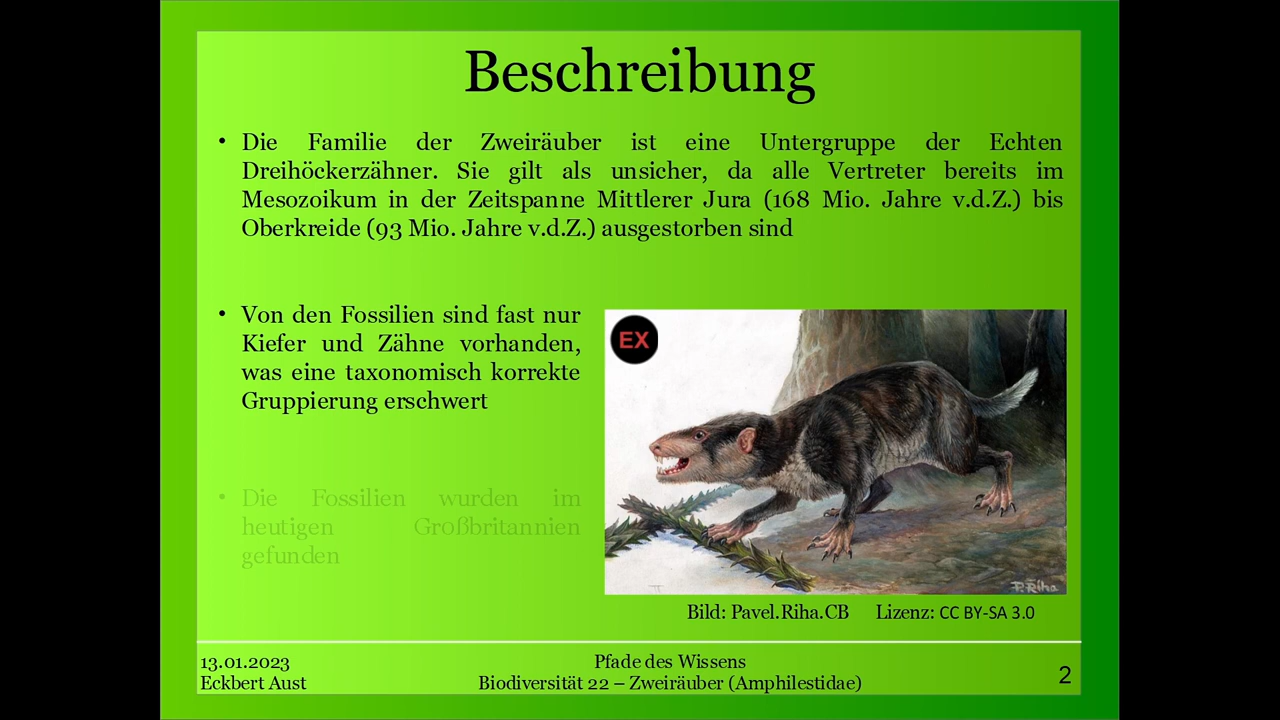 Beschreibung
• Die Familie der Zweiräuber ist eine Untergruppe der Echten
Dreihöckerzähner. Sie gilt als unsicher, da alle Vertreter bereits im
Mesozoikum in der Zeitspanne Mittlerer Jura (168 Mio. Jahre v.d.Z.) bis
Oberkreide (93 Mio. Jahre v.d.Z.) ausgestorben sind
• Von den Fossilien sind fast nur
Kiefer und Zähne vorhanden,
was eine taxonomisch korrekte
Gruppierung erschwert
• Die Fossilien wurden im
heutigen Großbritannien
gefunden
EX
P. Řiha
Bild: Pavel.Riha.CB Lizenz: CC BY-SA 3.0
13.01.2023
Eckbert Aust
Pfade des Wissens
Biodiversität 22 – Zweiräuber (Amphilestidae)
2